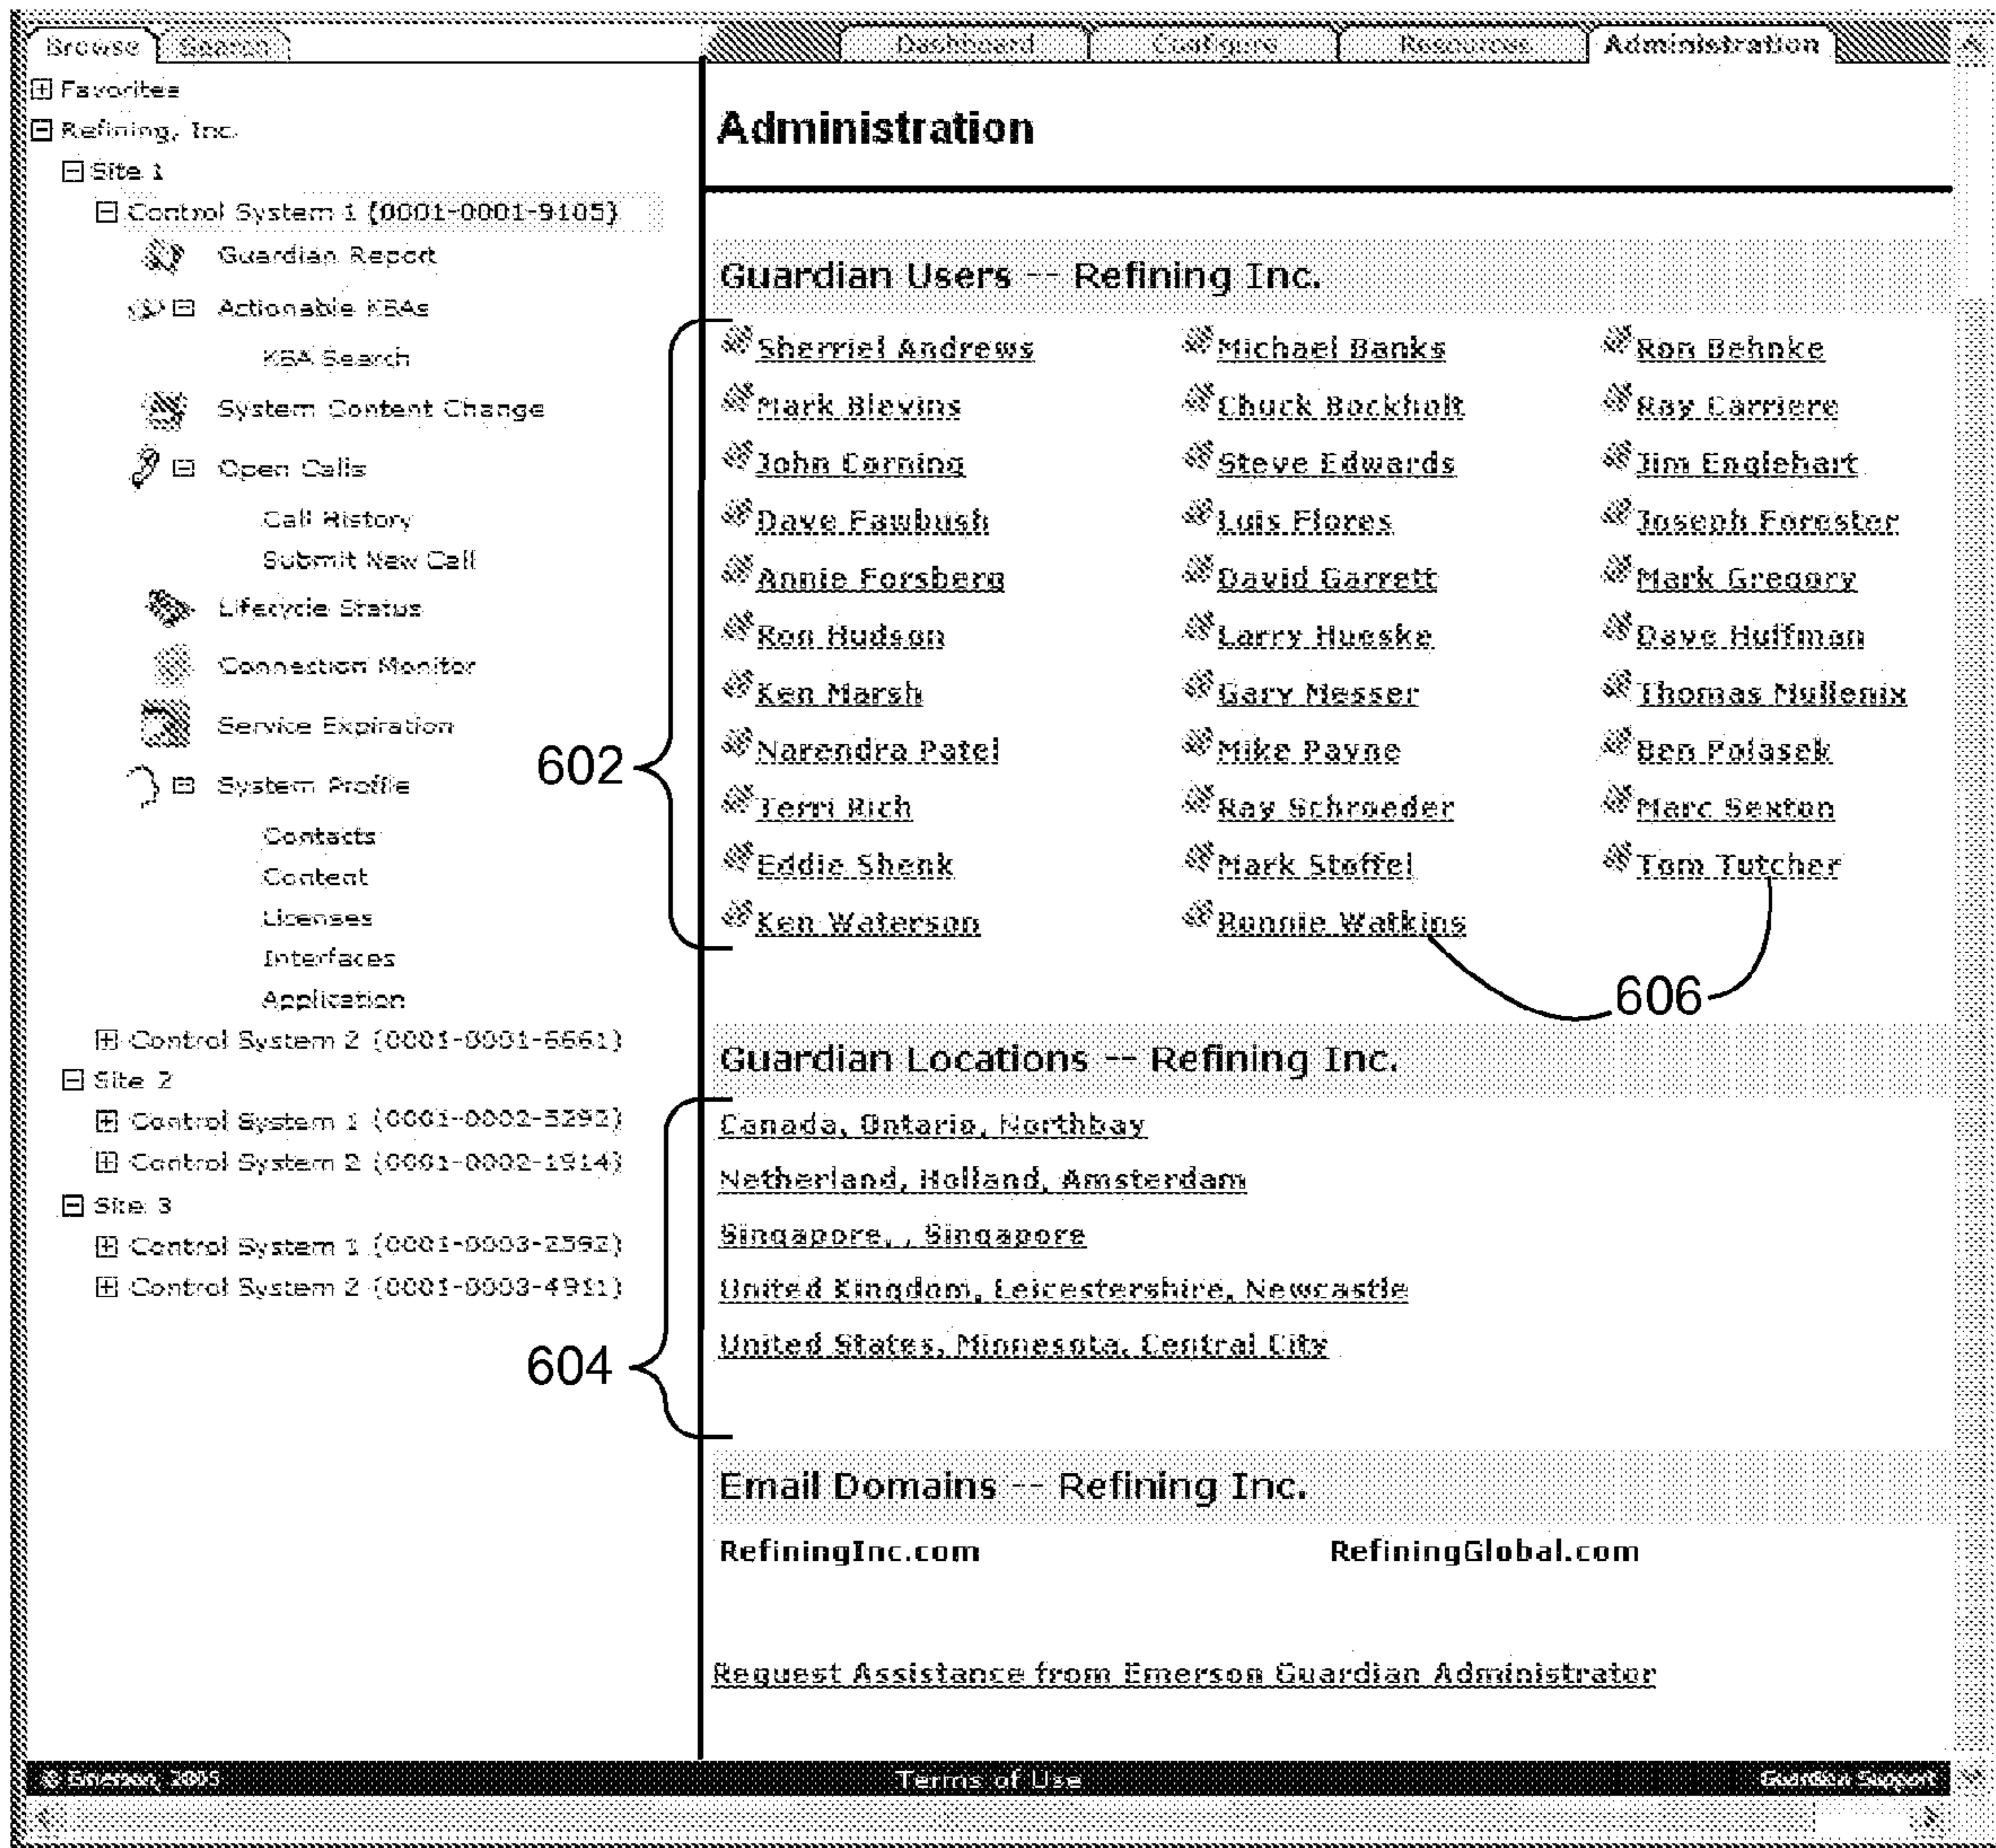 Browse Search
Favorites
Refining, Inc.
Site 1
Control System 1 (0001-0001-9105)
Guardian Report
Actionable KBAs
KBA Search
System Content Change
Open Calls
Call History
Submit New Call
Lifecycle Status
Connection Monitor
Service Expiration
System Profile
Contacts
Content
Licenses
Interfaces
Application
Control System 2 (0001-0001-6661)
Site 2
Control System 1 (0001-0002-5292)
Control System 2 (0001-0002-1914)
Site 3
Control System 1 (0001-0003-2592)
Control System 2 (0001-0003-4911)
Dashboard Configure Resources Administration
Administration
Guardian Users -- Refining Inc.
Sherriel Andrews Michael Banks Ron Behnke
Mark Blevins Chuck Bockholt Ray Carriere
John Corning Steve Edwards Jim Englehart
Dave Fawbush Luis Flores Joseph Forester
Annie Forsberg David Garrett Mark Gregory
Ron Hudson Larry Hueske Dave Huffman
Ken Marsh Gary Messer Thomas Mullenix
Narendra Patel Mike Payne Ben Polasek
Terri Rich Ray Schroeder Marc Sexton
Eddie Shenk Mark Stoffel Tom Tutcher
Ken Waterson Ronnie Watkins
602
606
Guardian Locations -- Refining Inc.
Canada, Ontario, Northbay
Netherland, Holland, Amsterdam
Singapore, , Singapore
United Kingdom, Leicestershire, Newcastle
United States, Minnesota, Central City
604
Email Domains -- Refining Inc.
RefiningInc.com RefiningGlobal.com
Request Assistance from Emerson Guardian Administrator
© Emerson, 2005 Terms of Use Guardian Support